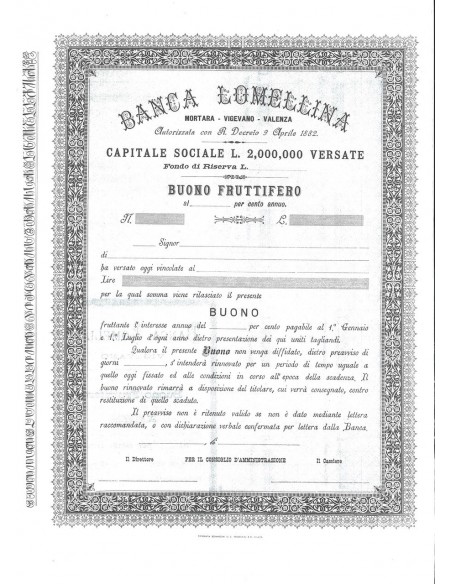 BANCA LOMELLINA
MORTARA - VIGEVANO - VALENZA
Autorizzata con R. Decreto 9 Aprile 1882.
CAPITALE SOCIALE L. 2,000,000 VERSATE
Fondo di Riserva L.
BUONO FRUTTIFERO
al per cento annuo.
N. L.
Signor
di
ha versato oggi vincolate al
Lire
per la qual somma viene rilasciato il presente
BUONO
fruttante l'interesse annuo del per cento pagabile al 1.° Gennaio
e 1.° Luglio d'ogni anno dietro presentazione dei qui uniti tagliandi.
Qualora il presente Buono non venga diffidato, dietro preavviso di
giorni, s'intenderà rinnovato per un periodo di tempo uguale a
quello oggi fissato ed alle condizioni in corso all'epoca della scadenza. Il
buono rinnovato rimarrà a disposizione del titolare, cui verrà consegnato, contro
restituzione di quello scaduto.
Il preavviso non è ritenuto valido se non è dato mediante lettera
raccomandata, o con dichiarazione verbale confermata per lettera dalla Banca.
li
Il Direttore PER IL CONSIGLIO D'AMMINISTRAZIONE Il Cassiere